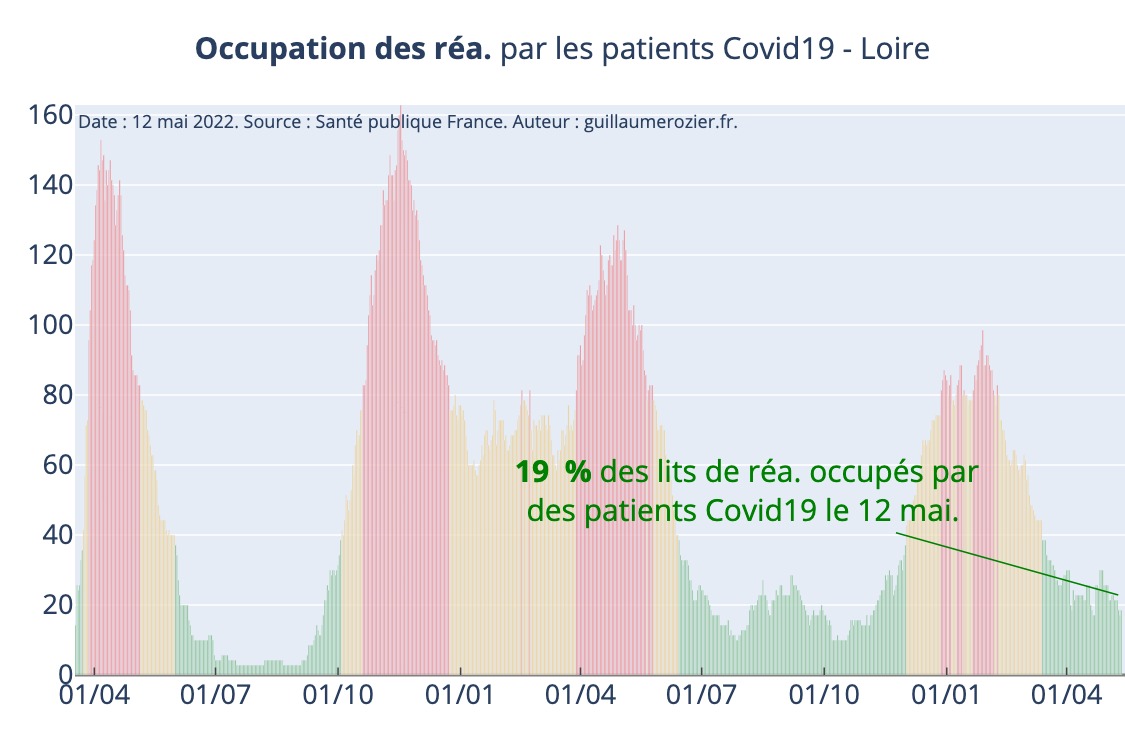 Occupation des réa. par les patients Covid19 - Loire
160
Date : 12 mai 2022. Source : Santé publique France. Auteur : guillaumerozier.fr.
140
120
100
80
60
19 % des lits de réa. occupés par
des patients Covid19 le 12 mai.
40
20
0
01/04 01/07 01/10 01/01 01/04 01/07 01/10 01/01 01/04